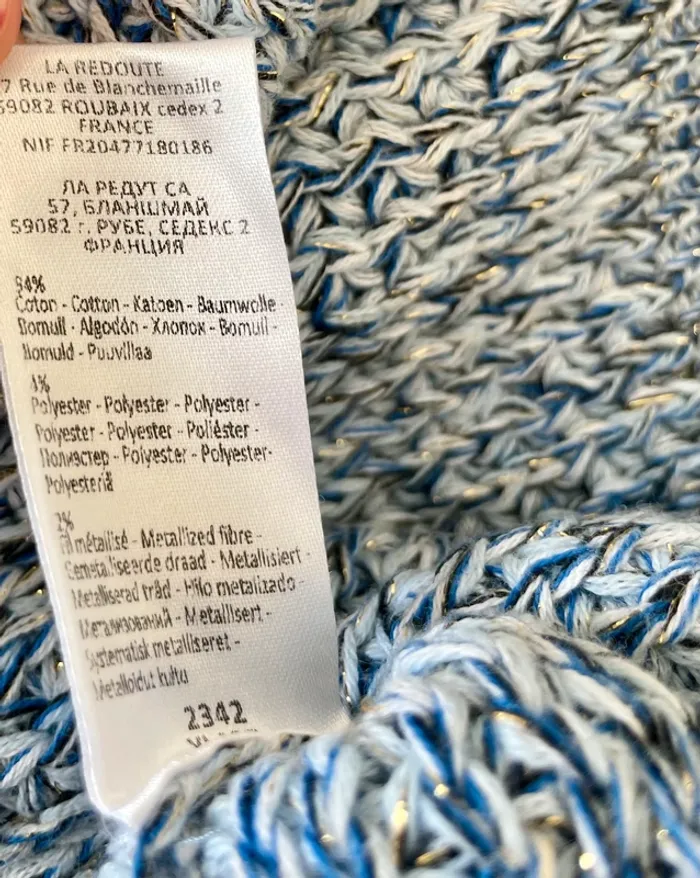 LA REDOUTE
7 Rue de Blanchemaille
59082 ROUBAIX cedex 2
FRANCE
NIF FR20477180186
ЛА РЕДУТ СА
57, БЛАНШМАЙ
59082 г. РУБЕ, СЕДЕКС 2
ФРАНЦИЯ
94%
Coton - Cotton - Katoen - Baumwolle -
Bomull - Algodón - Хлопок - Bomull -
Bomuld - Puuvillaa
4%
Polyester - Polyester - Polyester -
Polyester - Polyester - Poliéster -
Полиэстер - Polyester - Polyester-
Polyesteriä
2%
Fil métallisé - Metallized fibre -
Gemetaliseerde draad - Metallisiert -
Metalliserad tråd - Hilo metalizado -
- Metallisert -
Systematisk metalliseret -
Metalloidut kuitu
2342